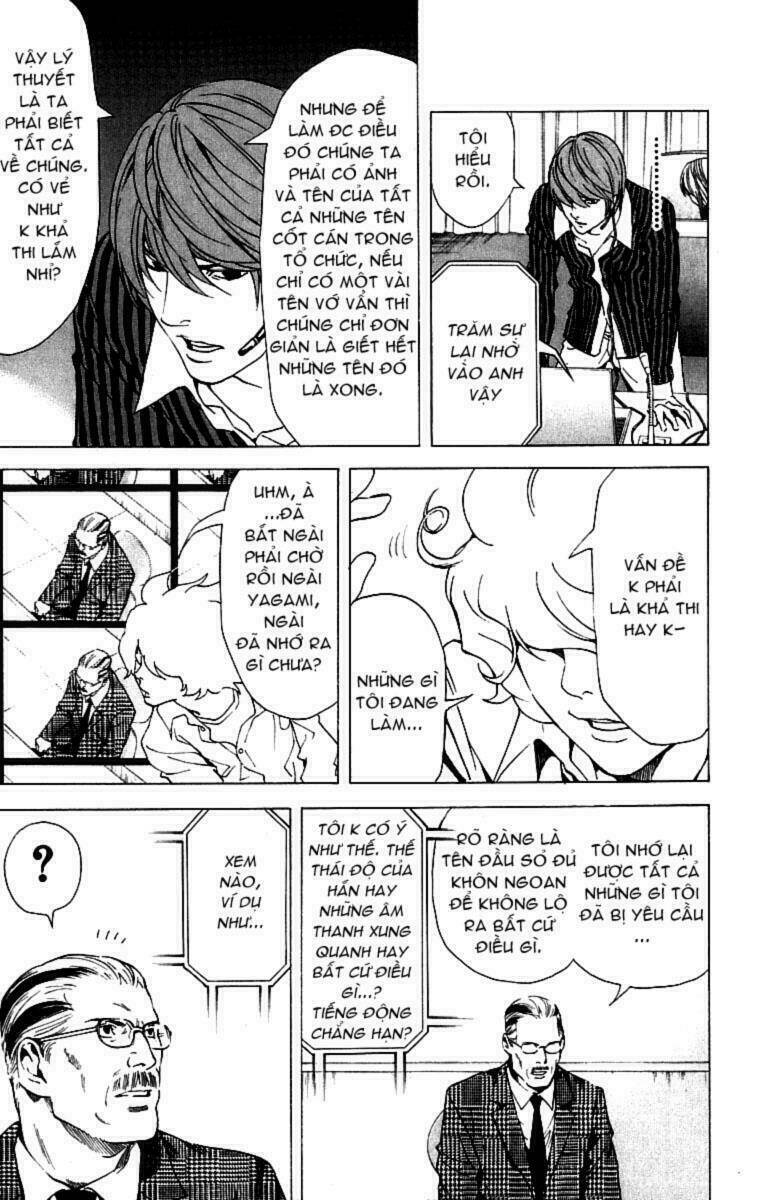 TÔI
HIỂU
RỒI.
TRĂM SỰ
LẠI NHỜ
VÀO ANH
VẬY
NHƯNG ĐỂ
LÀM ĐC ĐIỀU
ĐÓ CHÚNG TA
PHẢI CÓ ẢNH
VÀ TÊN CỦA TẤT
CẢ NHỮNG TÊN
CỐT CÁN TRONG
TỔ CHỨC, NẾU
CHỈ CÓ MỘT VÀI
TÊN VỚ VẨN THÌ
CHÚNG CHỈ ĐƠN
GIẢN LÀ GIẾT HẾT
NHỮNG TÊN ĐÓ
LÀ XONG.
VẬY LÝ
THUYẾT
LÀ TA
PHẢI BIẾT
TẤT CẢ
VỀ CHÚNG.
CÓ VẺ
NHƯ
K KHẢ
THI LẮM
NHỈ?
VẤN ĐỀ
K PHẢI
LÀ KHẢ THI
HAY K-
NHỮNG GÌ
TÔI ĐANG
LÀM...
UHM, À
...ĐÃ
BẮT NGÀI
PHẢI CHỜ
RỒI NGÀI
YAGAMI,
NGÀI
ĐÃ NHỚ RA
GÌ CHƯA?
TÔI NHỚ LẠI
ĐƯỢC TẤT CẢ
NHỮNG GÌ TÔI
ĐÃ BỊ YÊU CẦU
...
RÕ RÀNG LÀ
TÊN ĐẦU SỎ ĐỦ
KHÔN NGOAN
ĐỂ KHÔNG LỘ
RA BẤT CỨ
ĐIỀU GÌ.
TÔI K CÓ Ý
NHƯ THẾ. THẾ
THÁI ĐỘ CỦA
HẮN HAY
NHỮNG ÂM
THANH XUNG
QUANH HAY
BẤT CỨ ĐIỀU
GÌ...?
TIẾNG ĐỘNG
CHẲNG HẠN?
XEM
NÀO,
VÍ DỤ
NHƯ...
?